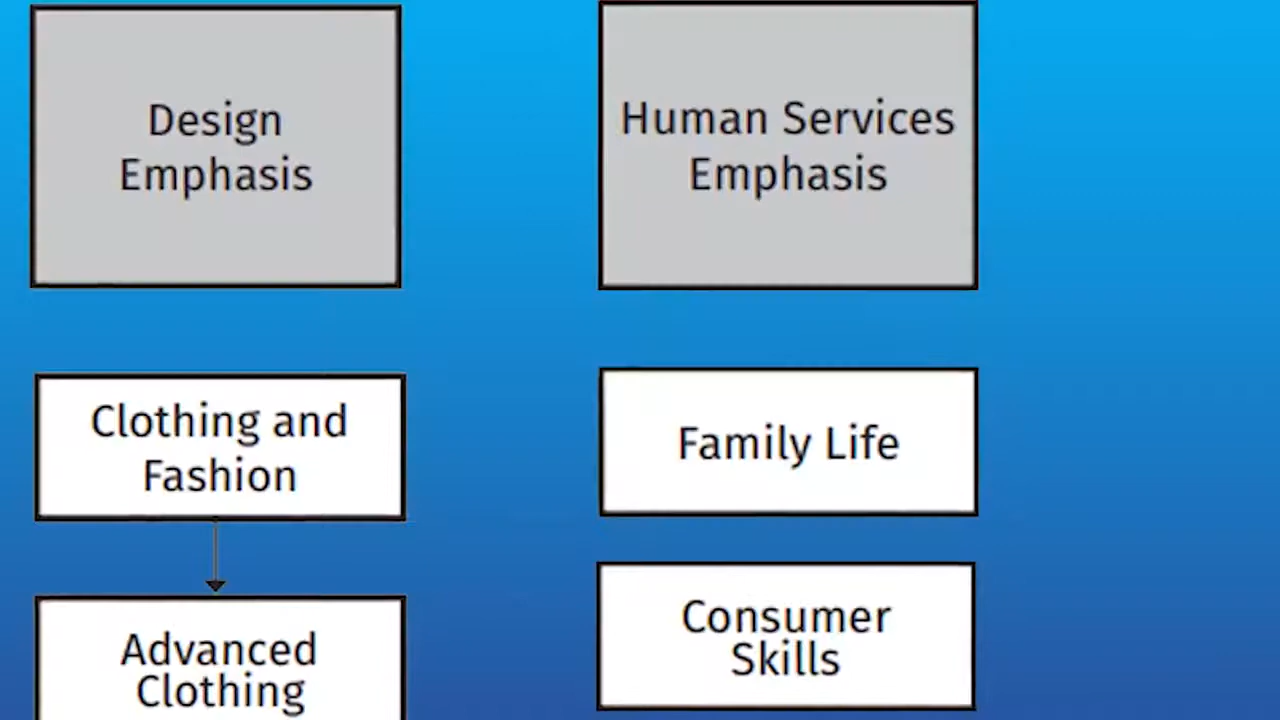 Design
Emphasis
Human Services
Emphasis
Clothing and
Fashion
Family Life
Advanced
Clothing
Consumer
Skills